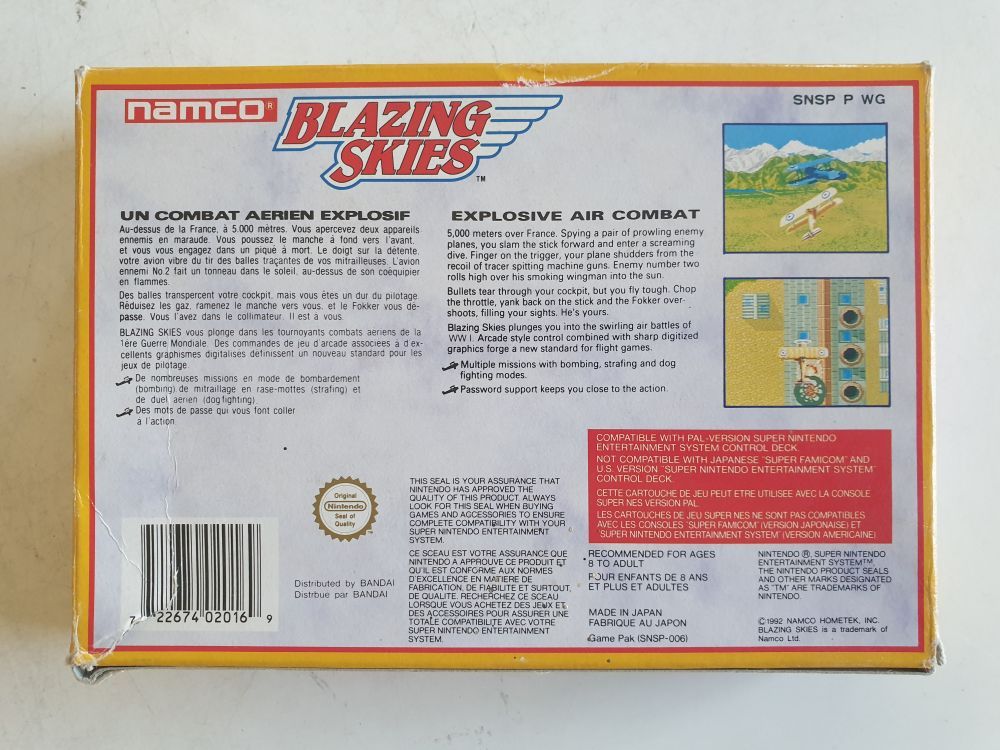 namco®
BLAZING
SKIES™
SNSP P WG
UN COMBAT AERIEN EXPLOSIF
Au-dessus de la France, à 5.000 mètres. Vous apercevez deux appareils
ennemis en maraude. Vous poussez le manche à fond vers l'avant,
et vous vous engagez dans un piqué à mort. Le doigt sur la détente,
votre avion vibre du tir des balles traçantes de vos mitrailleuses. L'avion
ennemi No.2 fait un tonneau dans le soleil, au-dessus de son coéquipier
en flammes.
Des balles transpercent votre cockpit, mais vous êtes un dur du pilotage.
Réduisez les gaz, ramenez le manche vers vous, et le Fokker vous dé-
passe. Vous l'avez dans le collimateur. Il est à vous.
BLAZING SKIES vous plonge dans les tournoyants combats aeriens de la
1ère Guerre Mondiale. Des commandes de jeu d'arcade associées à d'ex-
cellents graphismes digitalisés définissent un nouveau standard pour les
jeux de pilotage.
De nombreuses missions en mode de bombardement
(bombing), de mitraillage en rase-mottes (strafing) et
de duel aerien (dogfighting).
Des mots de passe qui vous font coller
à l'action.
EXPLOSIVE AIR COMBAT
5,000 meters over France. Spying a pair of prowling enemy
planes, you slam the stick forward and enter a screaming
dive. Finger on the trigger, your plane shudders from the
recoil of tracer spitting machine guns. Enemy number two
rolls high over his smoking wingman into the sun.
Bullets tear through your cockpit, but you fly tough. Chop
the throttle, yank back on the stick and the Fokker over-
shoots, filling your sights. He's yours.
Blazing Skies plunges you into the swirling air battles of
WW I. Arcade style control combined with sharp digitized
graphics forge a new standard for flight games.
Multiple missions with bombing, strafing and dog
fighting modes.
Password support keeps you close to the action.
COMPATIBLE WITH PAL-VERSION SUPER NINTENDO
ENTERTAINMENT SYSTEM CONTROL DECK.
NOT COMPATIBLE WITH JAPANESE "SUPER FAMICOM" AND
U.S. VERSION "SUPER NINTENDO ENTERTAINMENT SYSTEM"
CONTROL DECK.
CETTE CARTOUCHE DE JEU PEUT ETRE UTILISEE AVEC LA CONSOLE
SUPER NES VERSION PAL
LES CARTOUCHES DE JEU SUPER NES NE SONT PAS COMPATIBLES
AVEC LES CONSOLES "SUPER FAMICOM" (VERSION JAPONAISE) ET
"SUPER NINTENDO ENTERTAINMENT SYSTEM" (VERSION AMERICAINE)
Original
Nintendo
Seal of
Quality
THIS SEAL IS YOUR ASSURANCE THAT
NINTENDO HAS APPROVED THE
QUALITY OF THIS PRODUCT. ALWAYS
LOOK FOR THIS SEAL WHEN BUYING
GAMES AND ACCESSORIES TO ENSURE
COMPLETE COMPATIBILITY WITH YOUR
SUPER NINTENDO ENTERTAINMENT
SYSTEM.
CE SCEAU EST VOTRE ASSURANCE QUE
NINTENDO A APPROUVE CE PRODUIT ET
QU'IL EST CONFORME AUX NORMES
D'EXCELLENCE EN MATIERE DE
FABRICATION, DE FIABILITE ET SURTOUT,
DE QUALITE. RECHERCHEZ CE SCEAU
LORSQUE VOUS ACHETEZ DES JEUX ET
DES ACCESSOIRES POUR ASSURER UNE
TOTALE COMPATIBILITE AVEC VOTRE
SUPER NINTENDO ENTERTAINMENT
SYSTEM.
Distributed by BANDAI
Distrbue par BANDAI
7 22674 02016 9
RECOMMENDED FOR AGES
8 TO ADULT
POUR ENFANTS DE 8 ANS
ET PLUS ET ADULTES
MADE IN JAPAN
FABRIQUE AU JAPON
Game Pak (SNSP-006)
NINTENDO ®, SUPER NINTENDO
ENTERTAINMENT SYSTEM™,
THE NINTENDO PRODUCT SEALS
AND OTHER MARKS DESIGNATED
AS "TM" ARE TRADEMARKS OF
NINTENDO.
©1992 NAMCO HOMETEK, INC.
BLAZING SKIES is a trademark of
Namco Ltd.